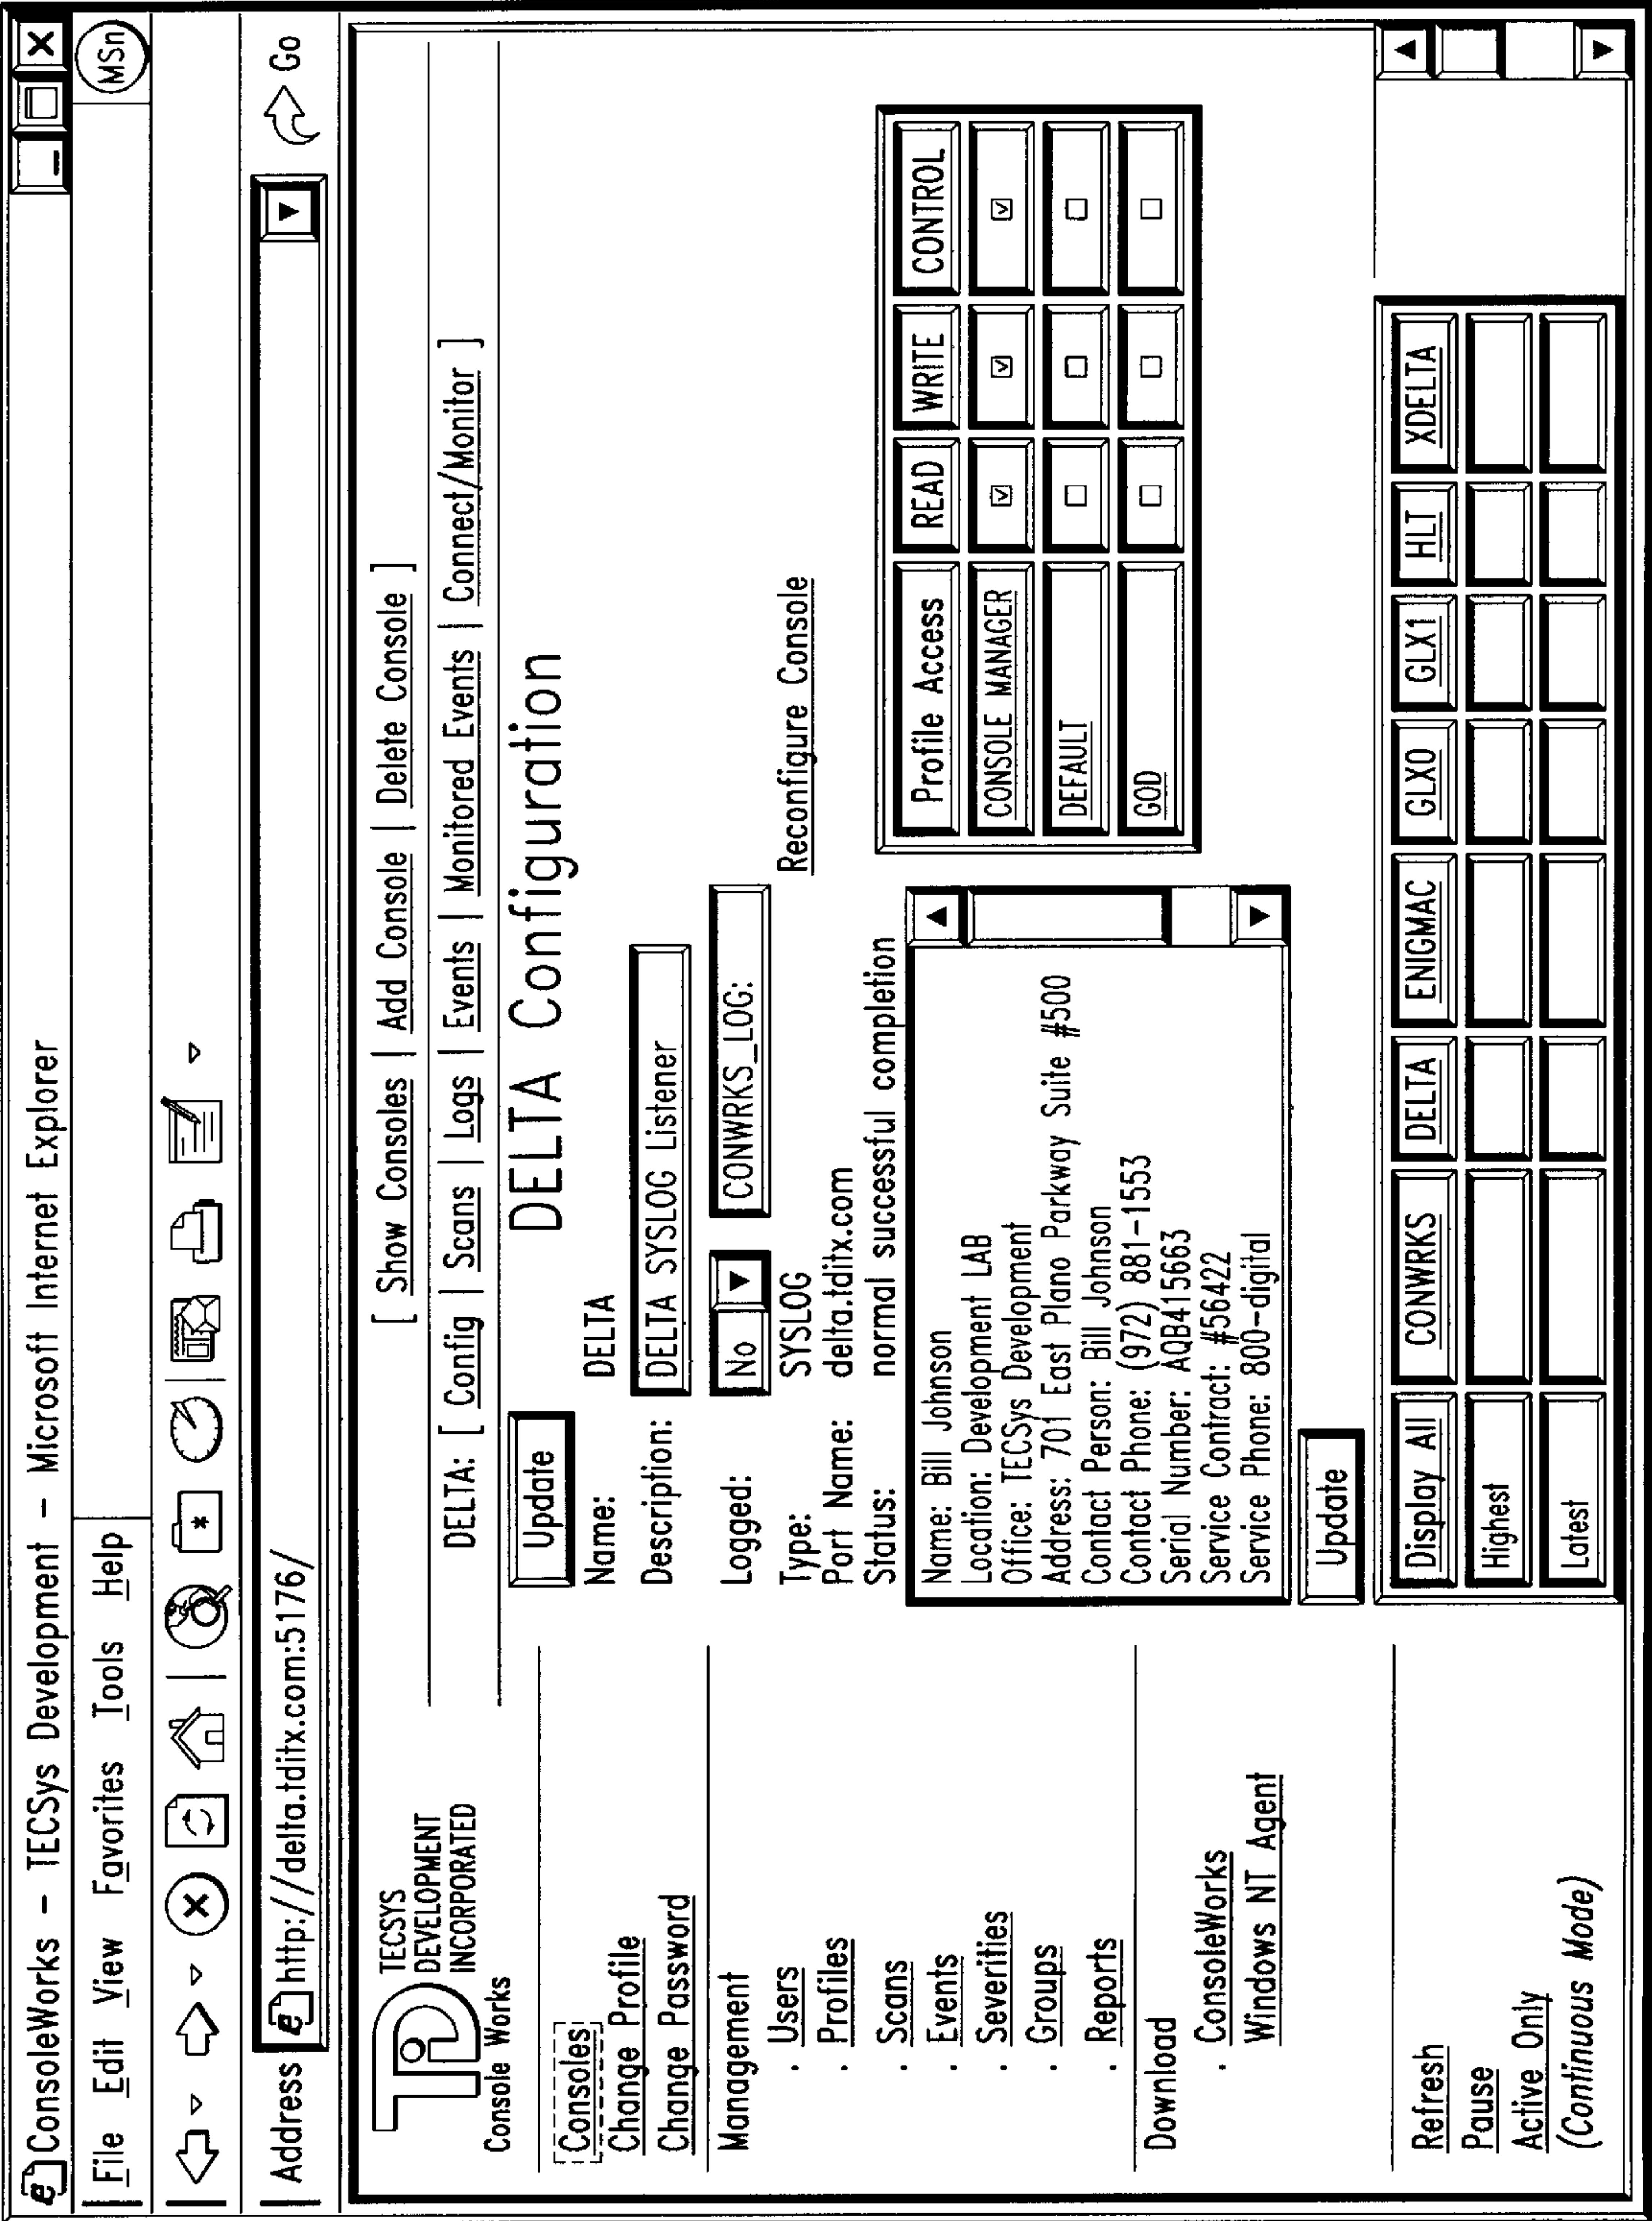 ConsoleWorks - TECSys Development - Microsoft Internet Explorer
File Edit View Favorites Tools Help
MSn
Address http://delta.tditx.com:5176/ Go
TECSYS
DEVELOPMENT
INCORPORATED
Console Works
Consoles
Change Profile
Change Password
Management
· Users
· Profiles
· Scans
· Events
· Severities
· Groups
· Reports
Download
· ConsoleWorks
Windows NT Agent
Refresh
Pause
Active Only
(Continuous Mode)
[ Show Consoles | Add Console | Delete Console ]
DELTA: [ Config | Scans | Logs | Events | Monitored Events | Connect/Monitor ]
Update DELTA Configuration
Name: DELTA
Description: DELTA SYSLOG Listener
Logged: No CONWRKS_LOG:
Type: SYSLOG Reconfigure Console
Port Name: delta.tditx.com
Status: normal successful completion
Name: Bill Johnson
Location: Development LAB
Office: TECSys Development
Address: 701 East Plano Parkway Suite #500
Contact Person: Bill Johnson
Contact Phone: (972) 881-1553
Serial Number: AQB415663
Service Contract: #56422
Service Phone: 800-digital
Profile Access READ WRITE CONTROL
CONSOLE MANAGER
DEFAULT
GOD
Update
Display All CONWRKS DELTA ENIGMAC GLX0 GLX1 HLT XDELTA
Highest
Latest